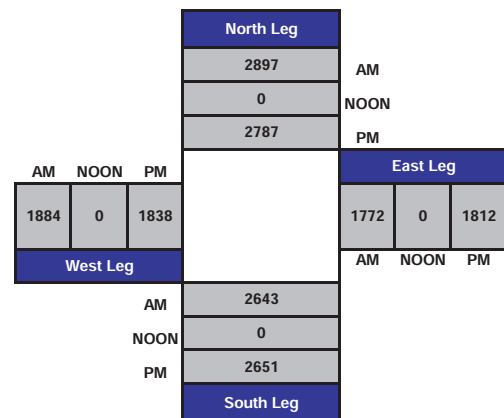 North Leg
2897 AM
0 NOON
2787 PM
AM NOON PM
East Leg
1884 0 1838
1772 0 1812
West Leg
AM NOON PM
AM 2643
NOON 0
PM 2651
South Leg